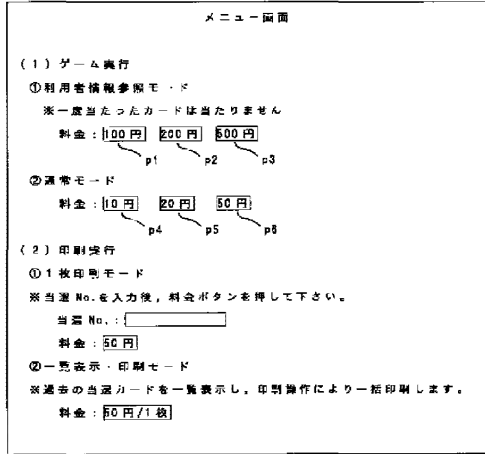 メニュー画面
(1)ゲーム実行
①利用者情報参照モード
※一度当たったカードは当たりません
料金:100円 200円 500円
p1 p2 p3
②通常モード
料金:10円 20円 50円
p4 p5 p6
(2)印刷実行
①1枚印刷モード
※当選No.を入力後,料金ボタンを押して下さい。
当選No.:
料金:50円
②一覧表示・印刷モード
※過去の当選カードを一覧表示し,印刷操作により一括印刷します。
料金:50円/1枚